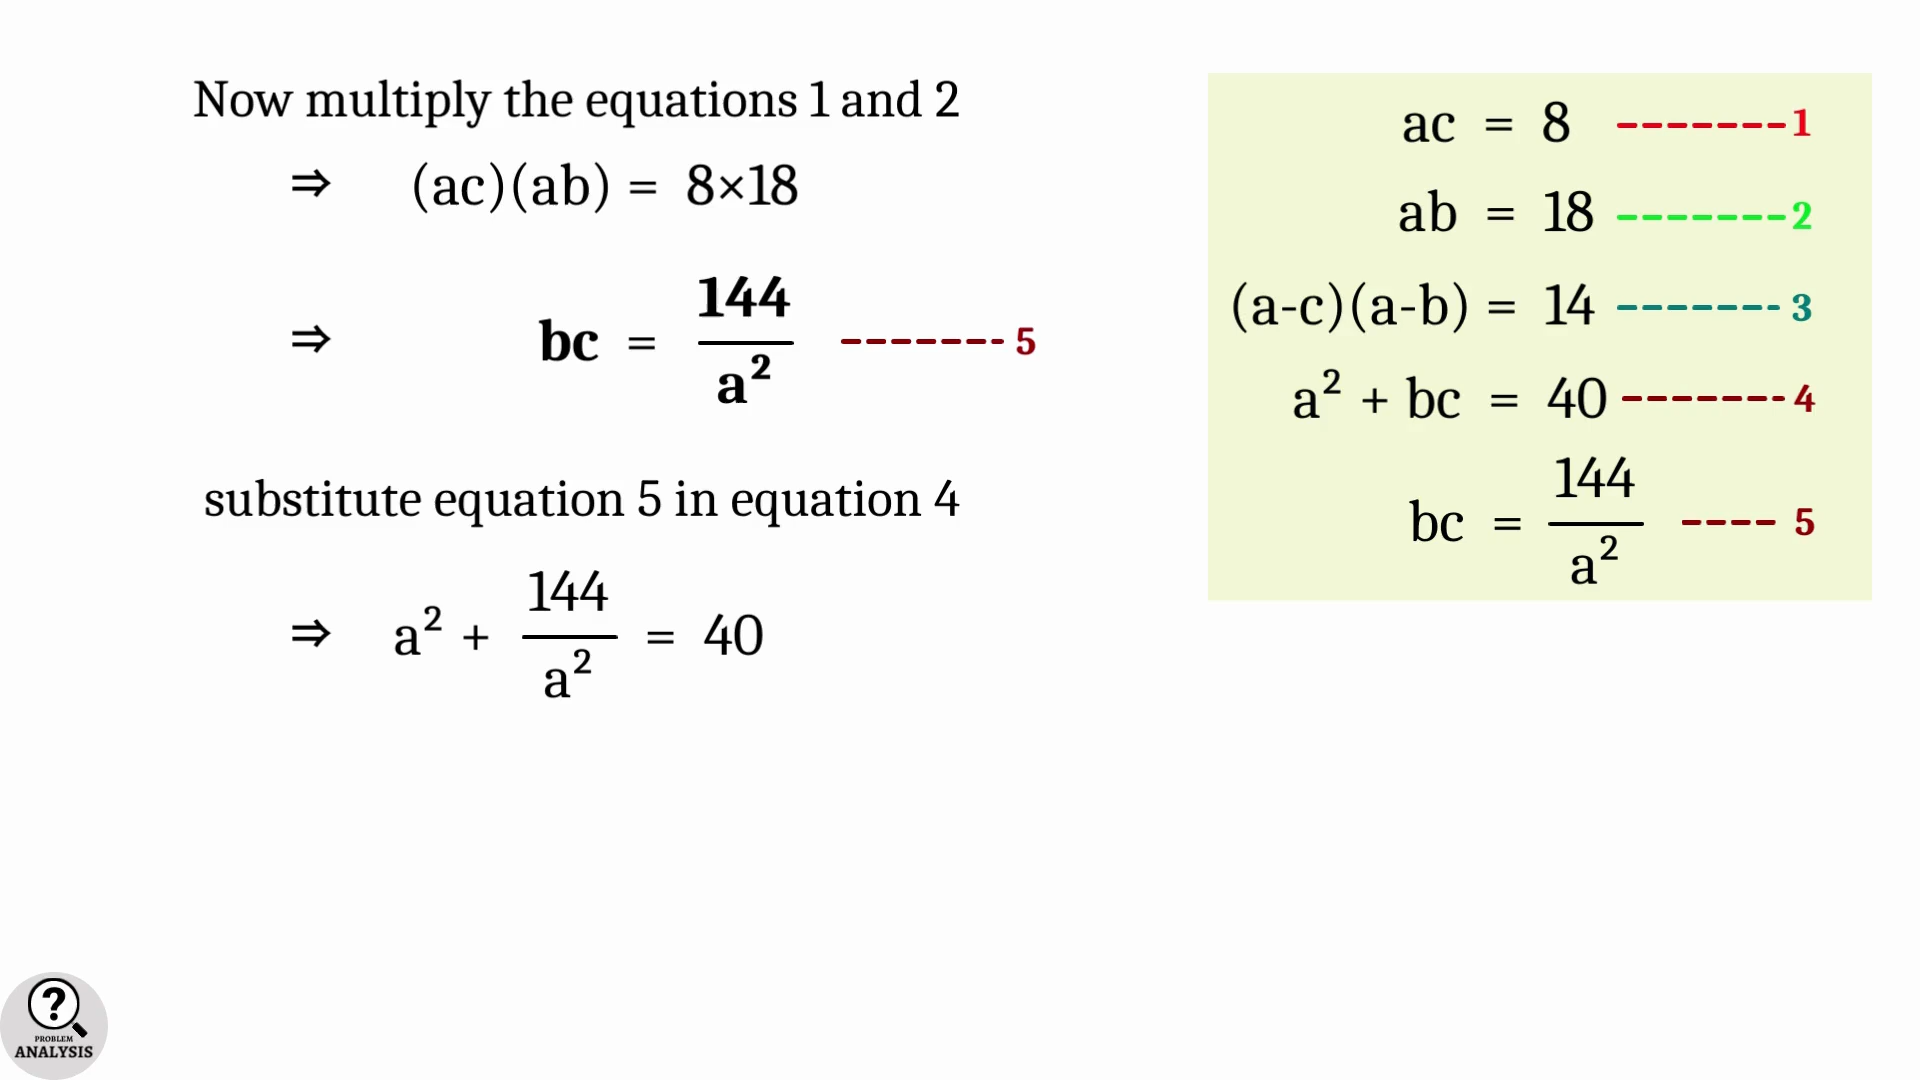 Now multiply the equations 1 and 2
⇒ (ac)(ab) = 8×18
⇒ bc = 144/a² ------- 5
substitute equation 5 in equation 4
⇒ a² + 144/a² = 40
ac = 8 ------- 1
ab = 18 ------- 2
(a-c)(a-b) = 14 ------- 3
a² + bc = 40 ------- 4
bc = 144/a² ---- 5
?
PROBLEM
ANALYSIS